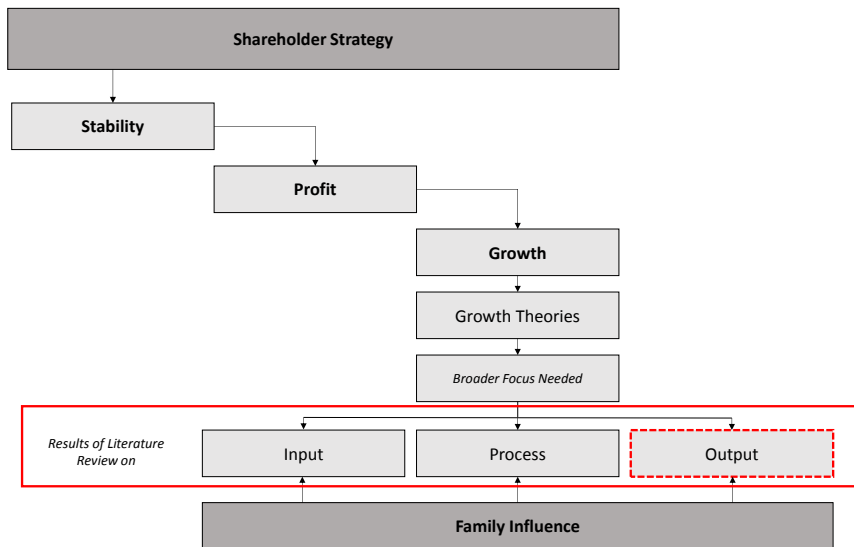 Shareholder Strategy
Stability
Profit
Growth
Growth Theories
Broader Focus Needed
Results of Literature
Review on
Input
Process
Output
Family Influence